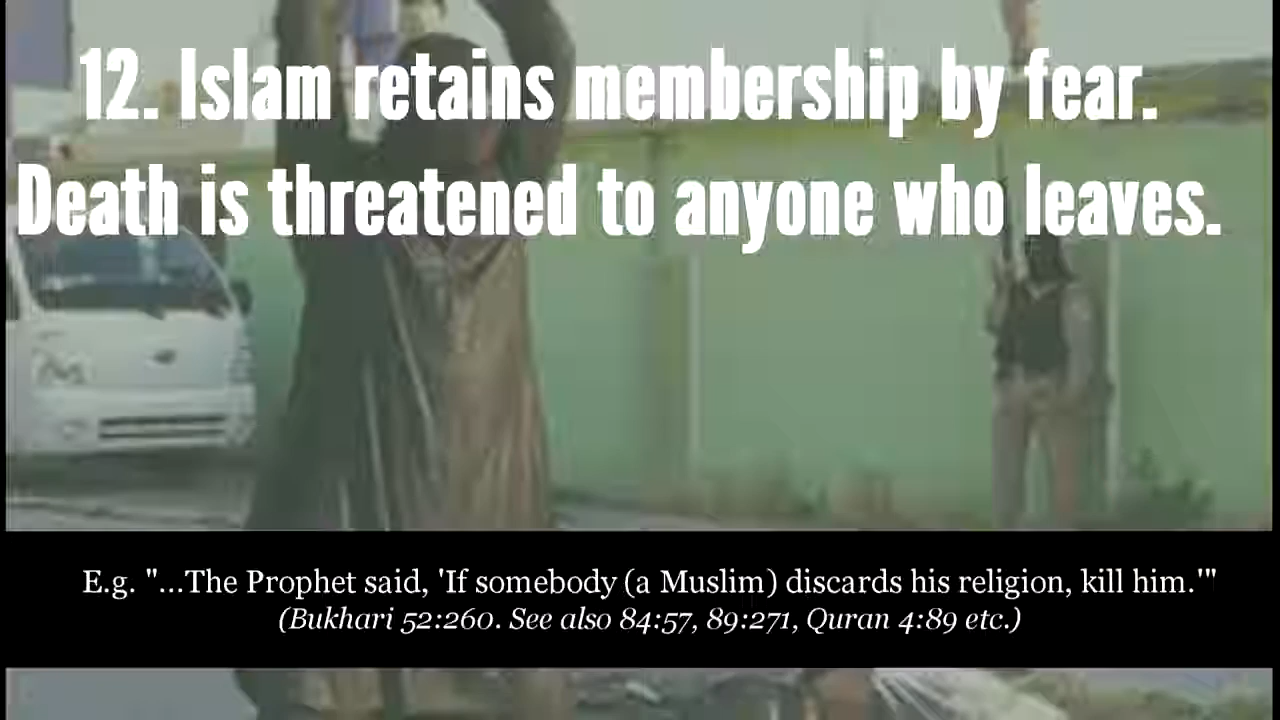 12. Islam retains membership by fear.
Death is threatened to anyone who leaves.
E.g. "...The Prophet said, 'If somebody (a Muslim) discards his religion, kill him.'"
(Bukhari 52:260. See also 84:57, 89:271, Quran 4:89 etc.)